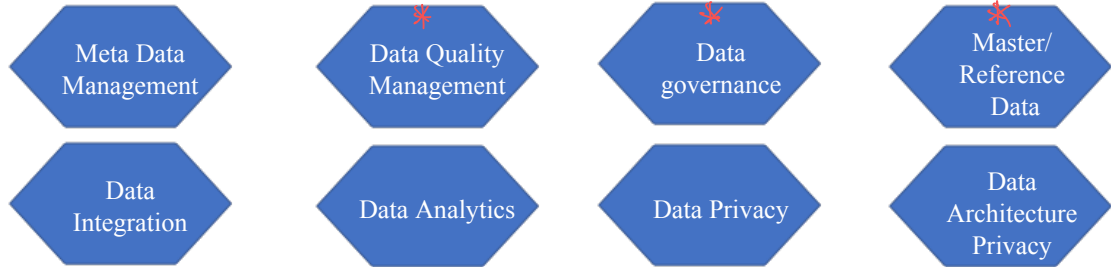 Meta Data
Management
Data Quality
Management
Data
governance
Master/
Reference
Data
Data
Integration
Data Analytics
Data Privacy
Data
Architecture
Privacy